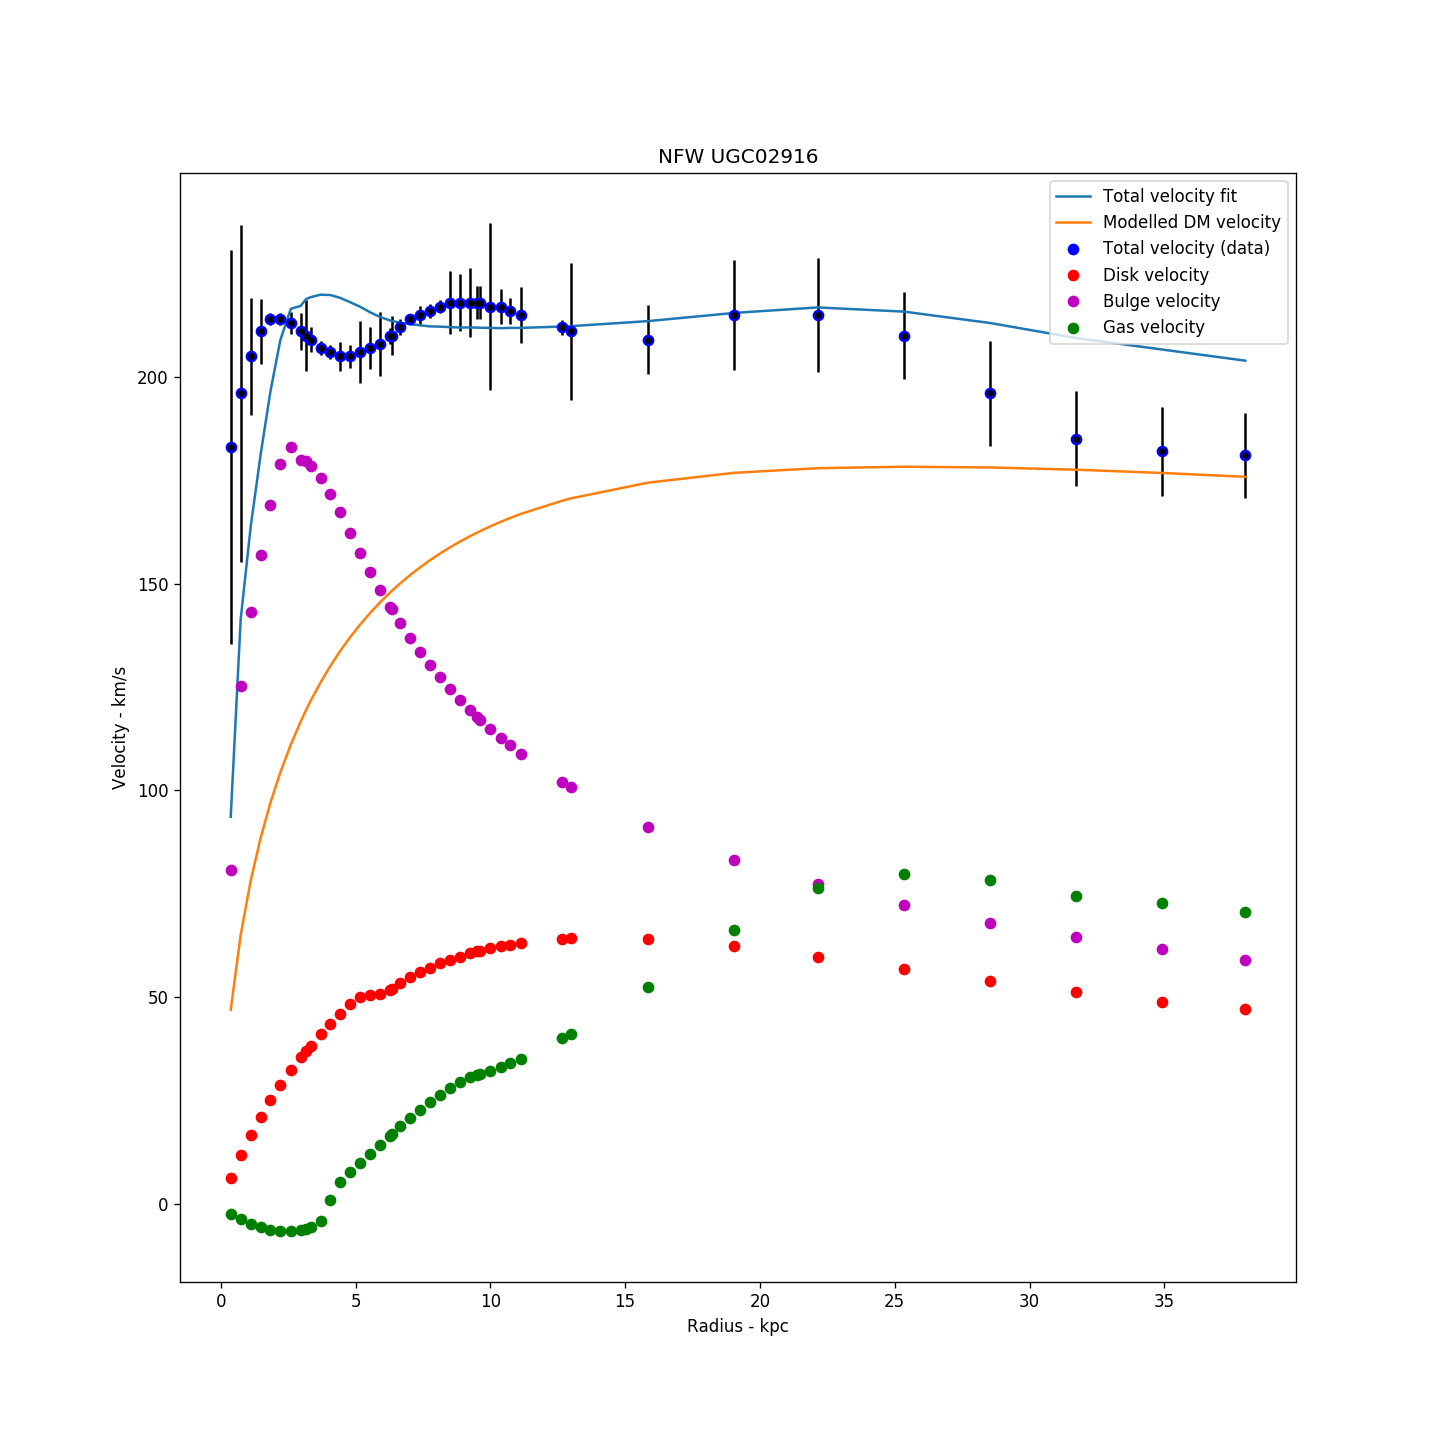 NFW UGC02916
Total velocity fit
Modelled DM velocity
Total velocity (data)
Disk velocity
Bulge velocity
Gas velocity
200
150
100
50
0
Velocity - km/s
0 5 10 15 20 25 30 35
Radius - kpc